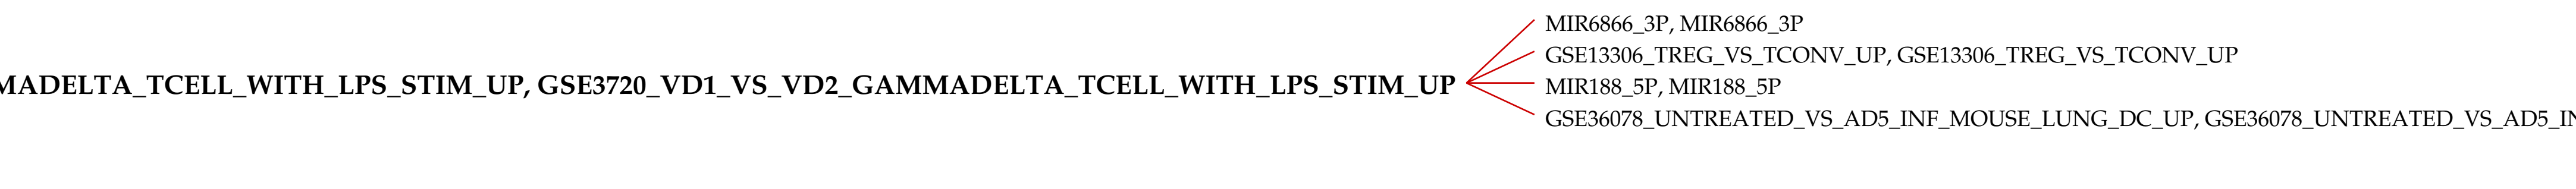 MIR6866_3P, MIR6866_3P
GSE13306_TREG_VS_TCONV_UP, GSE13306_TREG_VS_TCONV_UP
MADELTA_TCELL_WITH_LPS_STIM_UP, GSE3720_VD1_VS_VD2_GAMMADELTA_TCELL_WITH_LPS_STIM_UP
MIR188_5P, MIR188_5P
GSE36078_UNTREATED_VS_AD5_INF_MOUSE_LUNG_DC_UP, GSE36078_UNTREATED_VS_AD5_IN